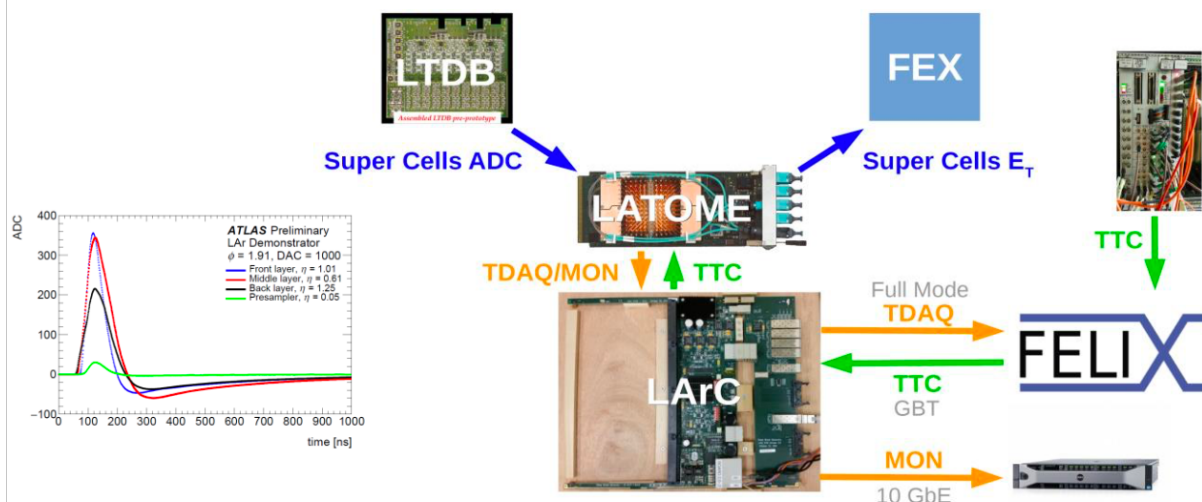 LTDB
Assembled LTDB pre-prototype
FEX
Super Cells ADC
Super Cells E_T
LATOME
TTC
TDAQ/MON
TTC
Full Mode
TDAQ
FELIX
TTC
GBT
LArC
MON
10 GbE
ADC
400
300
200
100
0
−100
ATLAS Preliminary
LAr Demonstrator
ϕ = 1.91, DAC = 1000
Front layer, η = 1.01
Middle layer, η = 0.61
Back layer, η = 1.25
Presampler, η = 0.05
0 100 200 300 400 500 600 700 800 900 1000
time [ns]